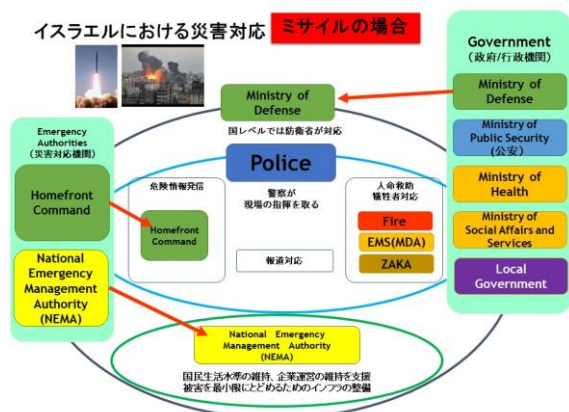 イスラエルにおける災害対応
ミサイルの場合
Government
(政府/行政機関)
Ministry of
Defense
Ministry of
Public Security
(公安)
Ministry of
Health
Ministry of
Social Affairs and
Services
Local
Government
Ministry of
Defense
国レベルでは防衛省が対応
Emergency
Authorities
(災害対応機関)
Homefront
Command
National
Emergency
Management
Authority
(NEMA)
Police
警察が
現場の指揮を取る
危険情報発信
Homefront
Command
報道対応
人命救助
犠牲者対応
Fire
EMS(MDA)
ZAKA
National Emergency
Management Authority
(NEMA)
国民生活水準の維持、企業運営の維持を支援
被害を最小限にとどめるためのインフラの整備